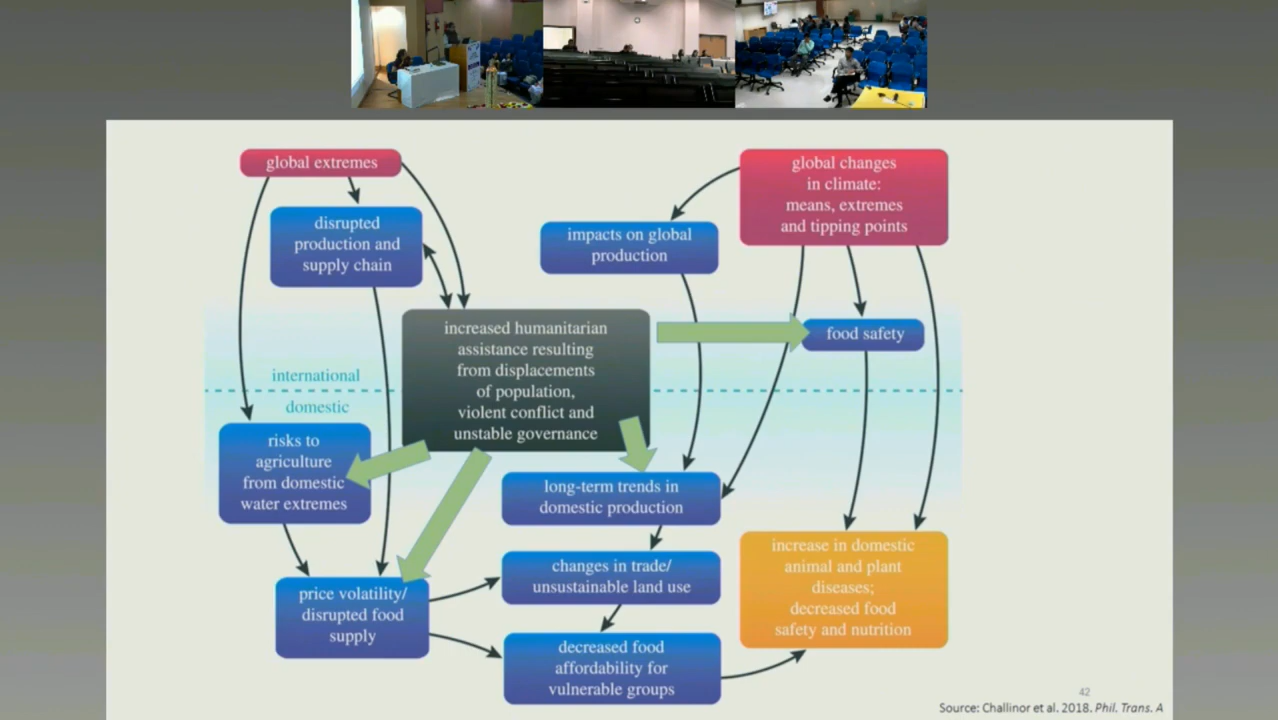 global extremes
global changes
in climate:
means, extremes
and tipping points
disrupted
production and
supply chain
impacts on global
production
increased humanitarian
assistance resulting
from displacements
of population,
violent conflict and
unstable governance
food safety
international
domestic
risks to
agriculture
from domestic
water extremes
long-term trends in
domestic production
increase in domestic
animal and plant
diseases;
decreased food
safety and nutrition
changes in trade/
unsustainable land use
price volatility/
disrupted food
supply
decreased food
affordability for
vulnerable groups
42
Source: Challinor et al. 2018. Phil. Trans. A